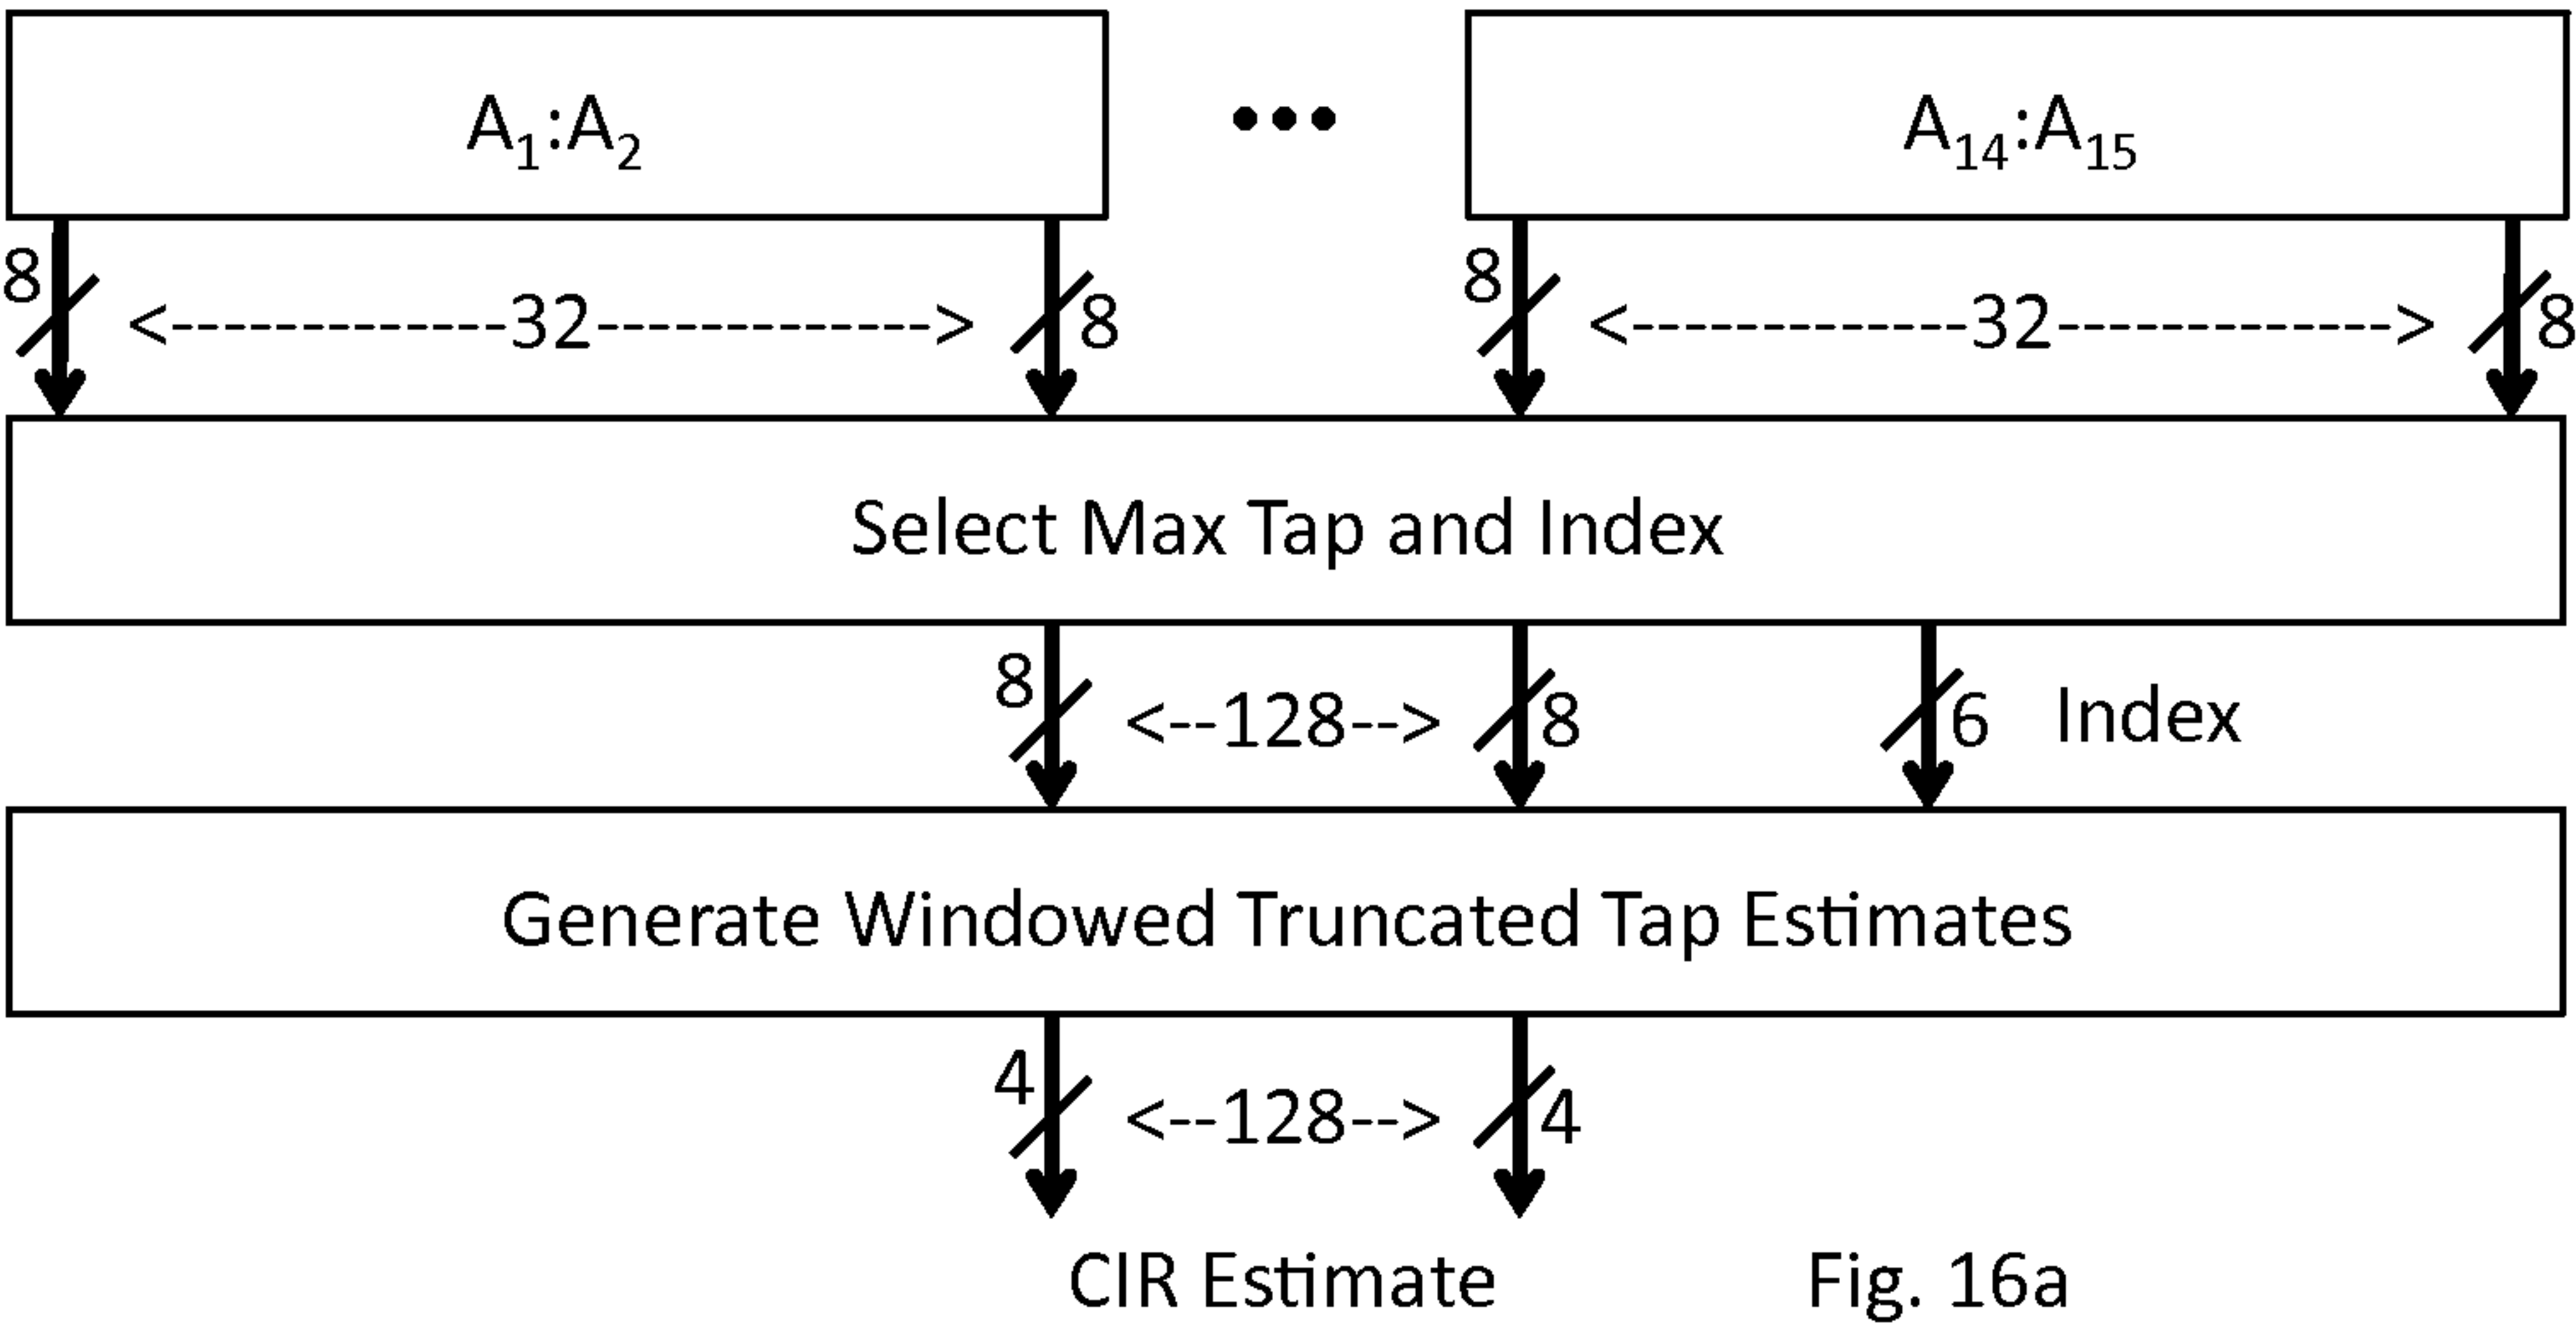 A₁:A₂ ••• A₁₄:A₁₅
8 <-------------32-------------> 8 8 <-------------32-------------> 8
Select Max Tap and Index
8 <--128--> 8 6 Index
Generate Windowed Truncated Tap Estimates
4 <--128--> 4
CIR Estimate Fig. 16a